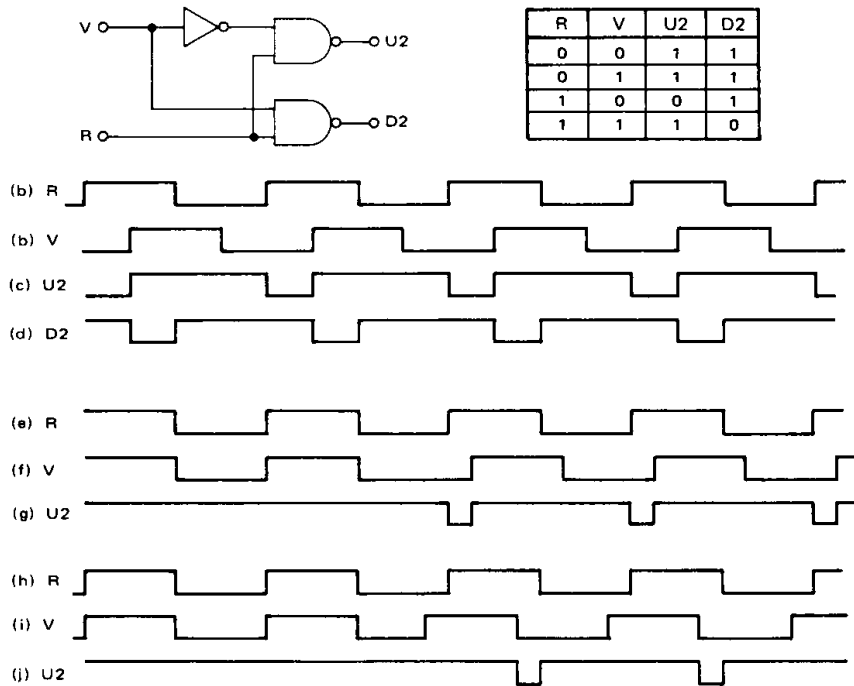 V
U2
R
D2
R V U2 D2
0 0 1 1
0 1 1 1
1 0 0 1
1 1 1 0
(b) R
(b) V
(c) U2
(d) D2
(e) R
(f) V
(g) U2
(h) R
(i) V
(j) U2